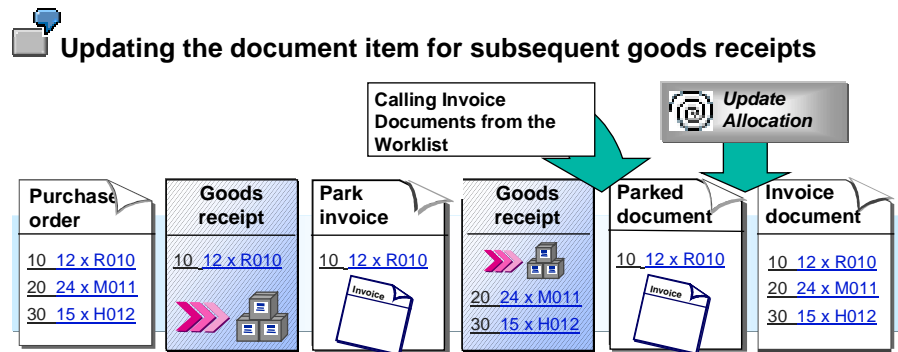 Updating the document item for subsequent goods receipts
Calling Invoice
Documents from the
Worklist
Update
Allocation
Purchase
order
10 12 x R010
20 24 x M011
30 15 x H012
Goods
receipt
10 12 x R010
Park
invoice
10 12 x R010
Invoice
Goods
receipt
20 24 x M011
30 15 x H012
Parked
document
10 12 x R010
Invoice
Invoice
document
10 12 x R010
20 24 x M011
30 15 x H012